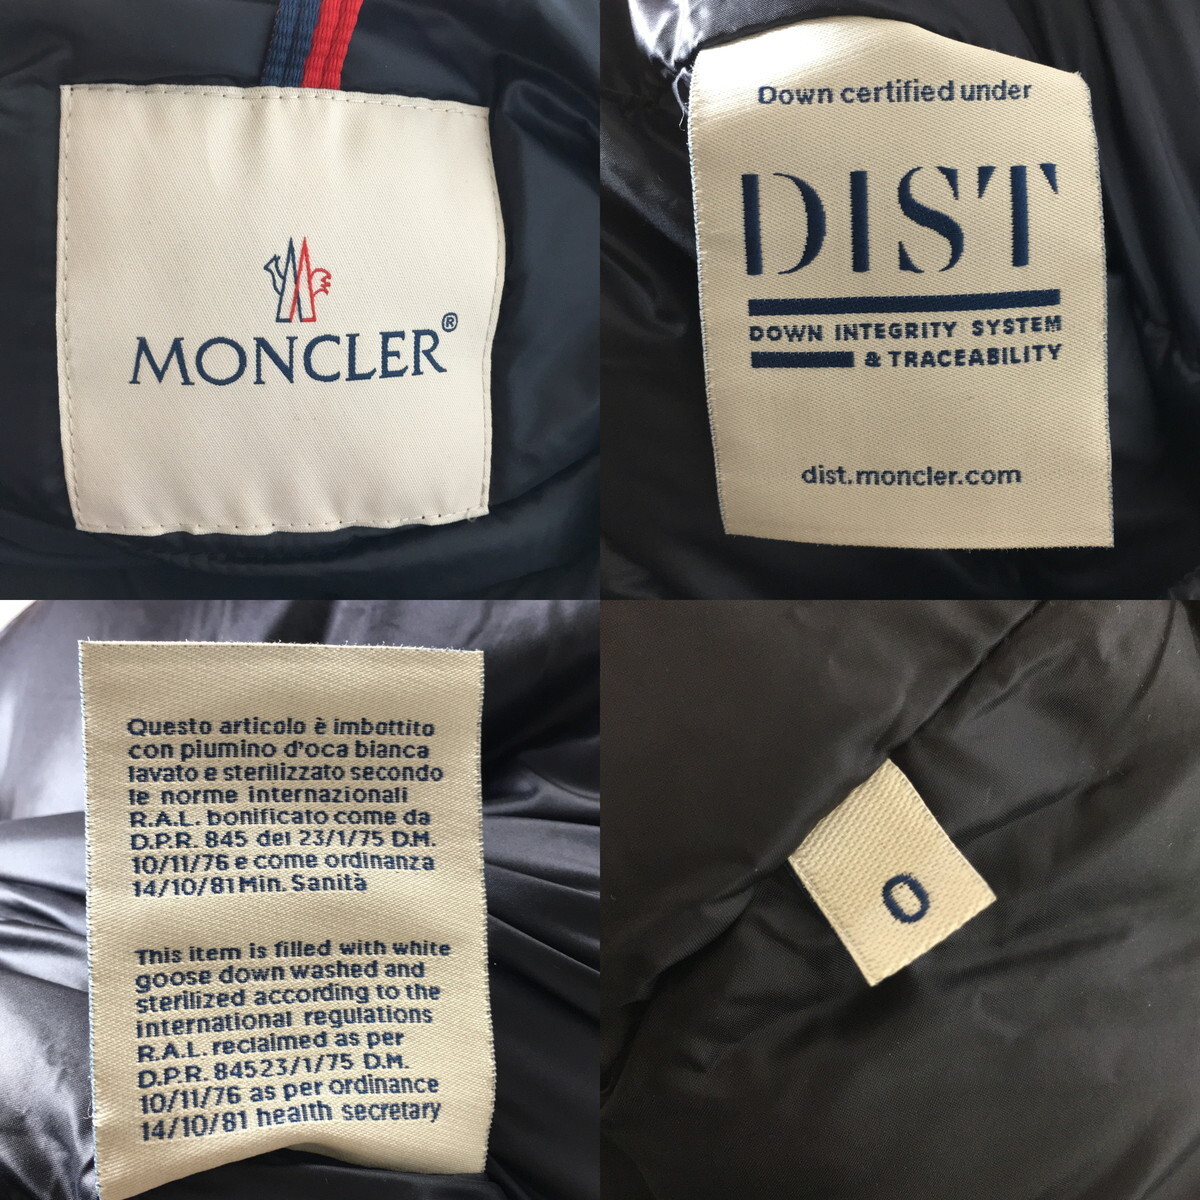 MONCLER®
Down certified under
DIST
DOWN INTEGRITY SYSTEM
& TRACEABILITY
dist.moncler.com
Questo articolo è imbottito
con piumino d'oca bianca
lavato e sterilizzato secondo
le norme internazionali
R.A.L. bonificato come da
D.P.R. 845 del 23/1/75 D.M.
10/11/76 e come ordinanza
14/10/81 Min. Sanità
This item is filled with white
goose down washed and
sterilized according to the
international regulations
R.A.L. reclaimed as per
D.P.R. 84523/1/75 D.M.
10/11/76 as per ordinance
14/10/81 health secretary
0